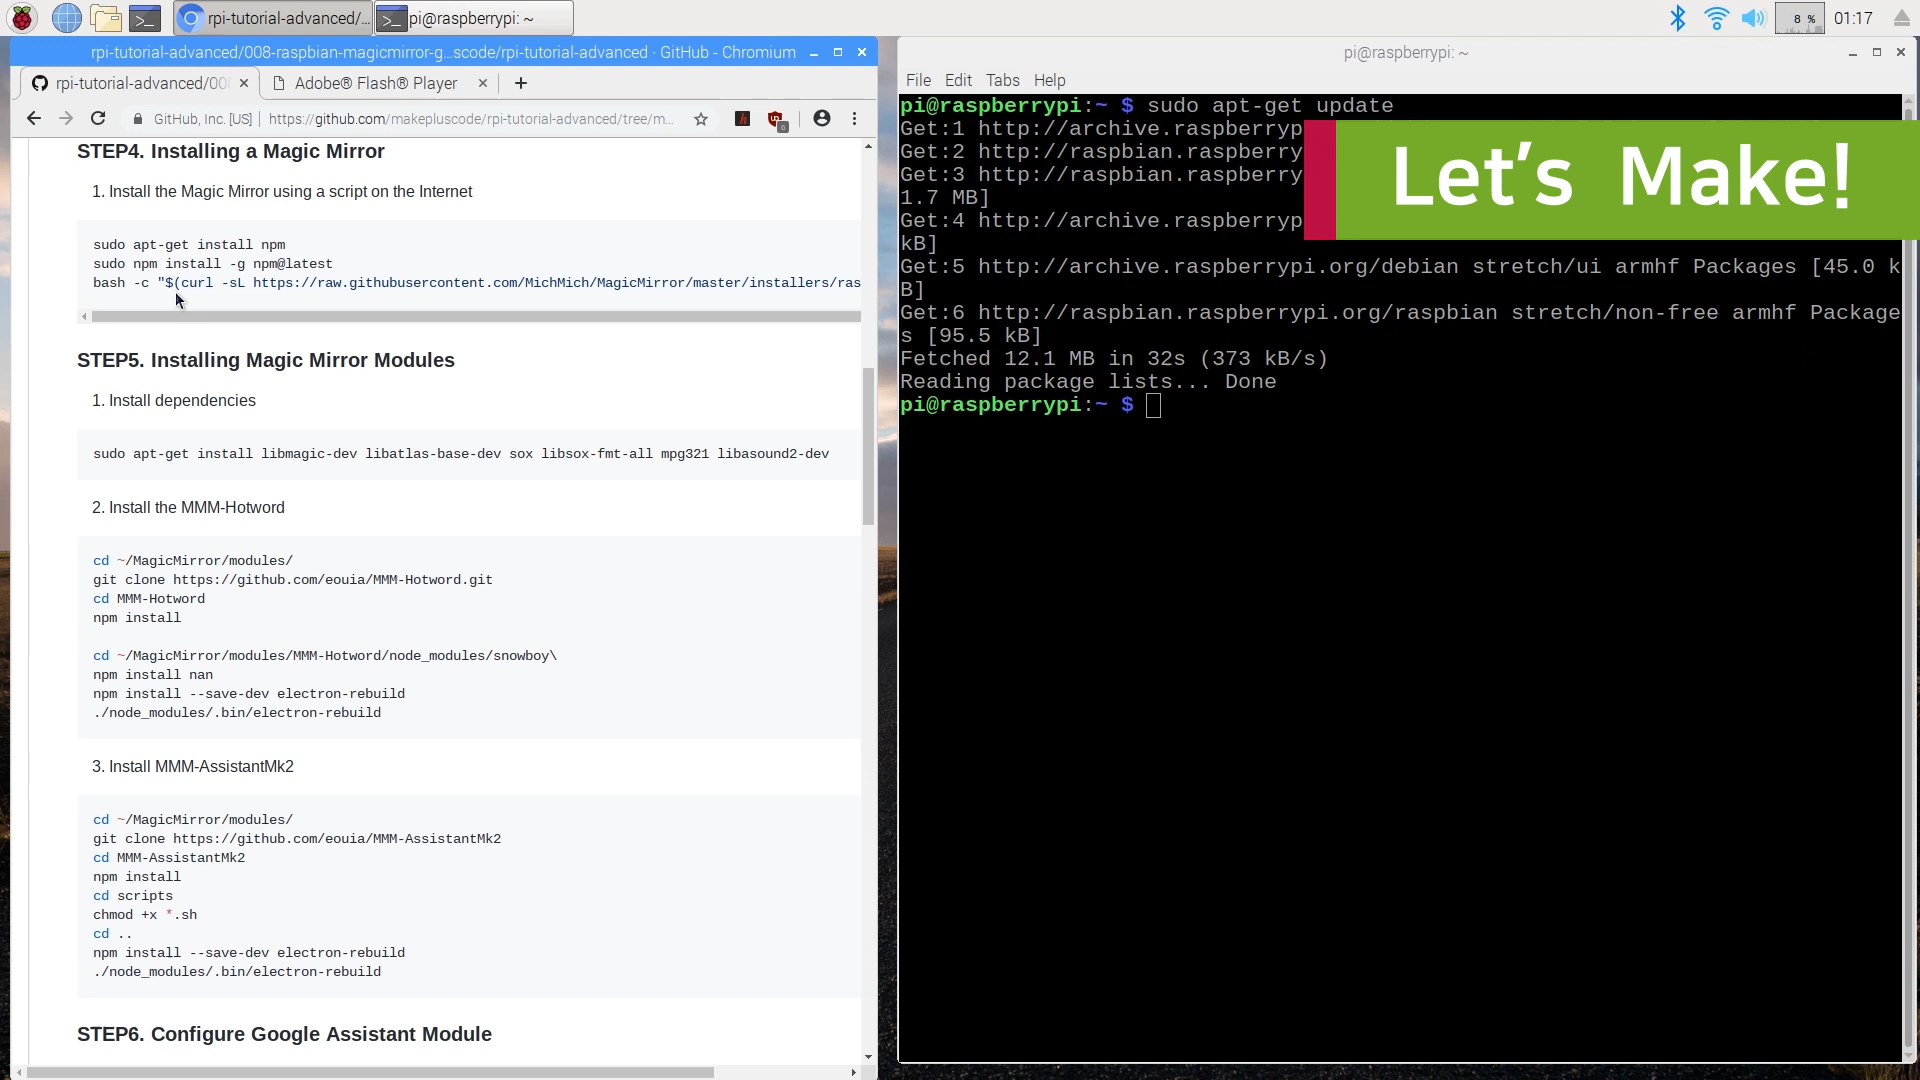 rpi-tutorial-advanced/...
pi@raspberrypi: ~
8 %
01:17
rpi-tutorial-advanced/008-raspbian-magicmirror-g...scode/rpi-tutorial-advanced · GitHub - Chromium
rpi-tutorial-advanced/00
Adobe® Flash® Player
GitHub, Inc. [US]
https://github.com/makepluscode/rpi-tutorial-advanced/tree/m...
STEP4. Installing a Magic Mirror
1. Install the Magic Mirror using a script on the Internet
sudo apt-get install npm
sudo npm install -g npm@latest
bash -c "$(curl -sL https://raw.githubusercontent.com/MichMich/MagicMirror/master/installers/ras
STEP5. Installing Magic Mirror Modules
1. Install dependencies
sudo apt-get install libmagic-dev libatlas-base-dev sox libsox-fmt-all mpg321 libasound2-dev
2. Install the MMM-Hotword
cd ~/MagicMirror/modules/
git clone https://github.com/eouia/MMM-Hotword.git
cd MMM-Hotword
npm install
cd ~/MagicMirror/modules/MMM-Hotword/node_modules/snowboy\
npm install nan
npm install --save-dev electron-rebuild
./node_modules/.bin/electron-rebuild
3. Install MMM-AssistantMk2
cd ~/MagicMirror/modules/
git clone https://github.com/eouia/MMM-AssistantMk2
cd MMM-AssistantMk2
npm install
cd scripts
chmod +x *.sh
cd ..
npm install --save-dev electron-rebuild
./node_modules/.bin/electron-rebuild
STEP6. Configure Google Assistant Module
pi@raspberrypi: ~
File Edit Tabs Help
pi@raspberrypi:~ $ sudo apt-get update
Get:1 http://archive.raspberryp
Get:2 http://raspbian.raspberry
Get:3 http://raspbian.raspberry
1.7 MB]
Get:4 http://archive.raspberryp
kB]
Get:5 http://archive.raspberrypi.org/debian stretch/ui armhf Packages [45.0 k
B]
Get:6 http://raspbian.raspberrypi.org/raspbian stretch/non-free armhf Package
s [95.5 kB]
Fetched 12.1 MB in 32s (373 kB/s)
Reading package lists... Done
pi@raspberrypi:~ $
Let's Make!